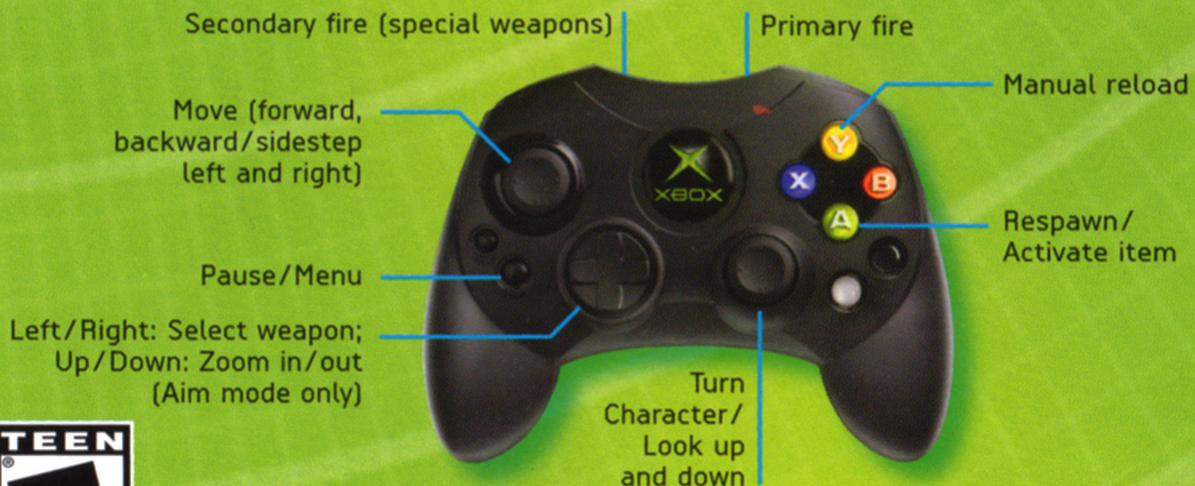 Secondary fire (special weapons)
Primary fire
Move (forward,
backward/sidestep
left and right)
Manual reload
Y
X
B
A
XBOX
Respawn/
Activate item
Pause/Menu
Left/Right: Select weapon;
Up/Down: Zoom in/out
(Aim mode only)
Turn
Character/
Look up
and down
TEEN
®